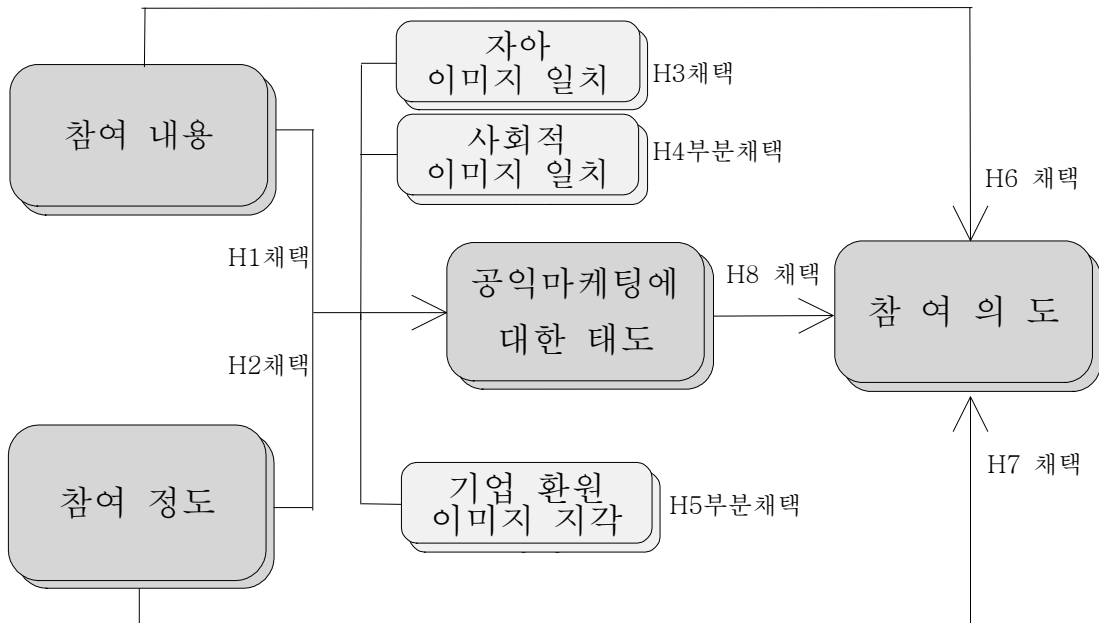 자아
이미지 일치
H3채택
참여 내용
사회적
이미지 일치
H4부분채택
H6 채택
H1채택
공익마케팅에
대한 태도
H8 채택
참 여 의 도
H2채택
참여 정도
기업 환원
이미지 지각
H5부분채택
H7 채택